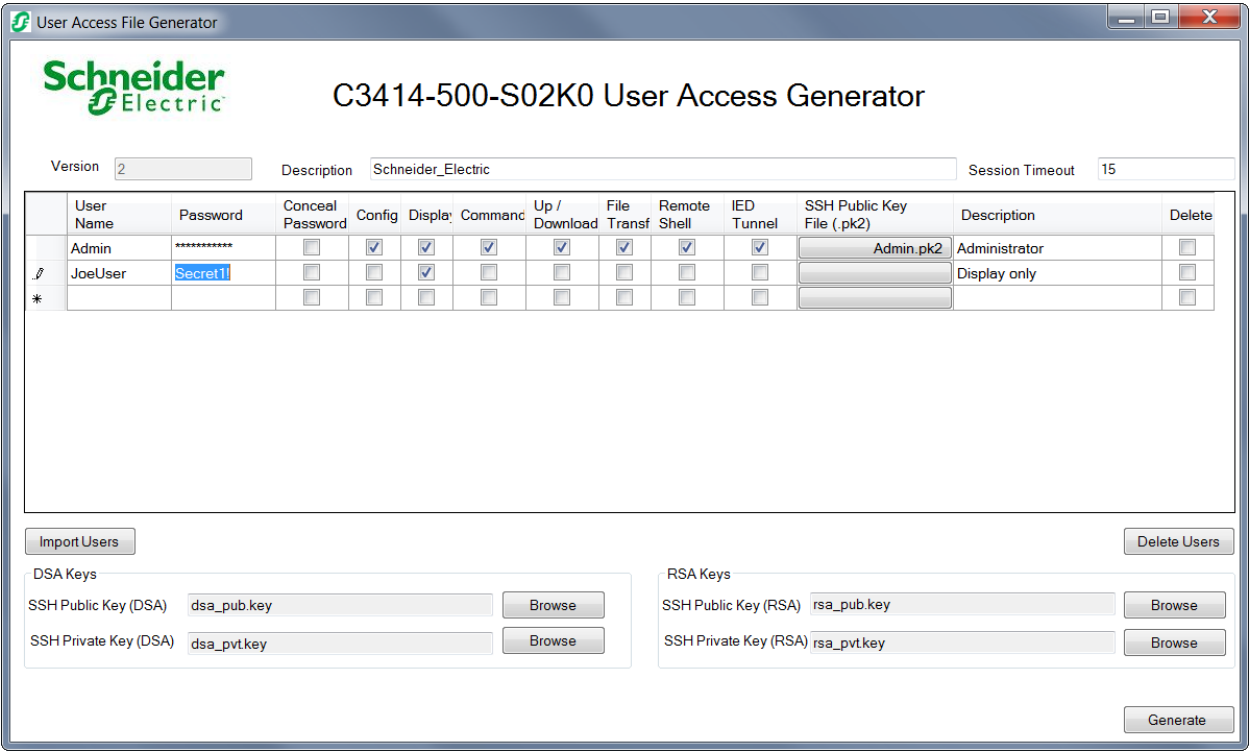 User Access File Generator
Schneider Electric
C3414-500-S02K0 User Access Generator
Version 2 Description Schneider_Electric Session Timeout 15
User Name Password Conceal Password Config Display Command Up / Download File Transf Remote Shell IED Tunnel SSH Public Key File (.pk2) Description Delete
Admin *********** Admin.pk2 Administrator
JoeUser Secret1! Display only
Import Users Delete Users
DSA Keys RSA Keys
SSH Public Key (DSA) dsa_pub.key Browse SSH Public Key (RSA) rsa_pub.key Browse
SSH Private Key (DSA) dsa_pvt.key Browse SSH Private Key (RSA) rsa_pvt.key Browse
Generate